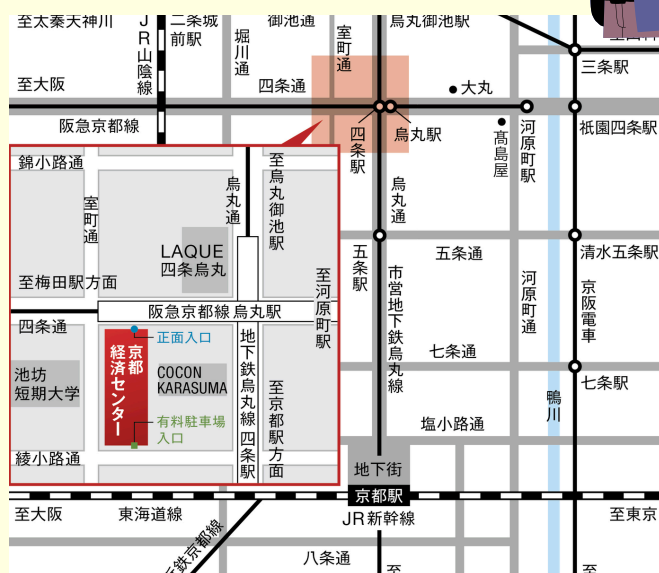 至太秦天神川
JR山陰線
二条城
前駅
堀川通
御池通
室町通
烏丸御池駅
三条駅
至大阪
四条通
大丸
阪急京都線
四条駅
烏丸駅
髙島屋
河原町駅
祇園四条駅
錦小路通
室町通
烏丸通
至烏丸御池駅
LAQUE
四条烏丸
至梅田駅方面
至河原町駅
阪急京都線 烏丸駅
四条通
正面入口
京都
経済センター
池坊
短期大学
COCON
KARASUMA
有料駐車場
入口
地下鉄烏丸線 四条駅
至京都駅方面
綾小路通
烏丸通
五条駅
五条通
清水五条駅
市営地下鉄烏丸線
河原町通
京阪電車
七条通
七条駅
鴨川
塩小路通
地下街
京都駅
至大阪
東海道線
JR新幹線
至東京
近鉄京都線
八条通
至
至